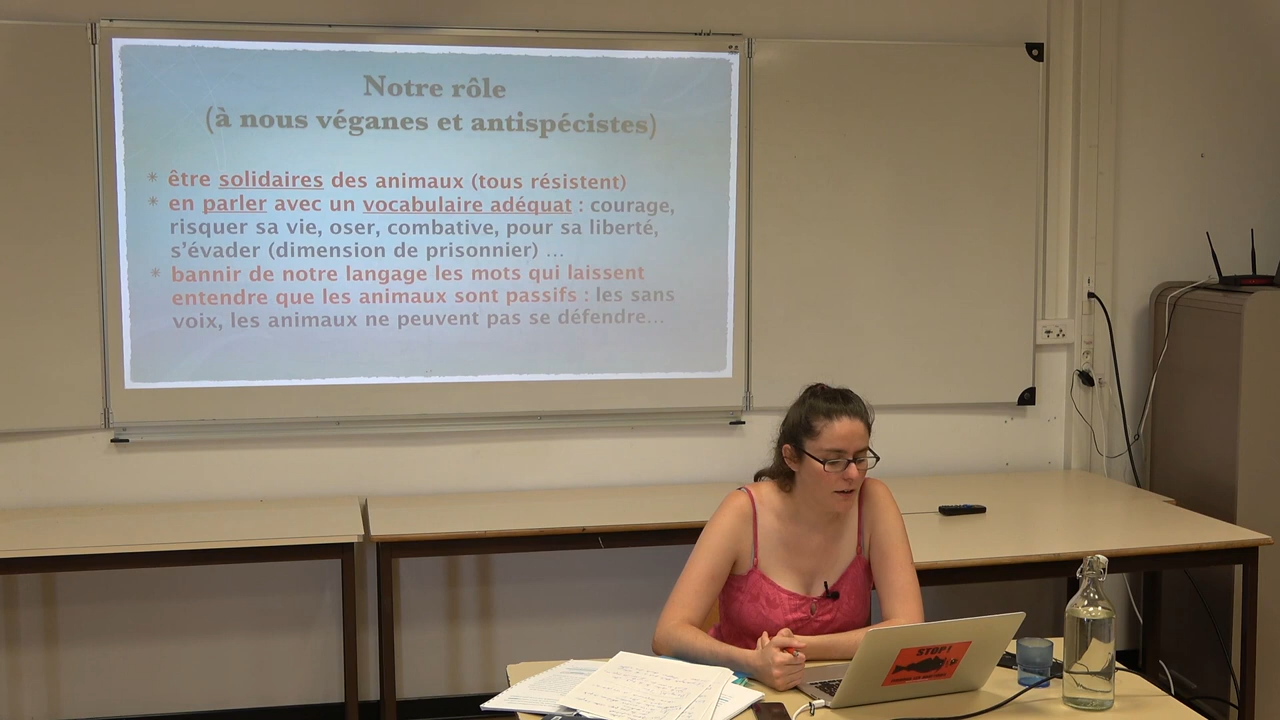 Notre rôle
(à nous véganes et antispécistes)
* être solidaires des animaux (tous résistent)
* en parler avec un vocabulaire adéquat : courage,
risquer sa vie, oser, combative, pour sa liberté,
s’évader (dimension de prisonnier) ...
* bannir de notre langage les mots qui laissent
entendre que les animaux sont passifs : les sans
voix, les animaux ne peuvent pas se défendre...
STOP!